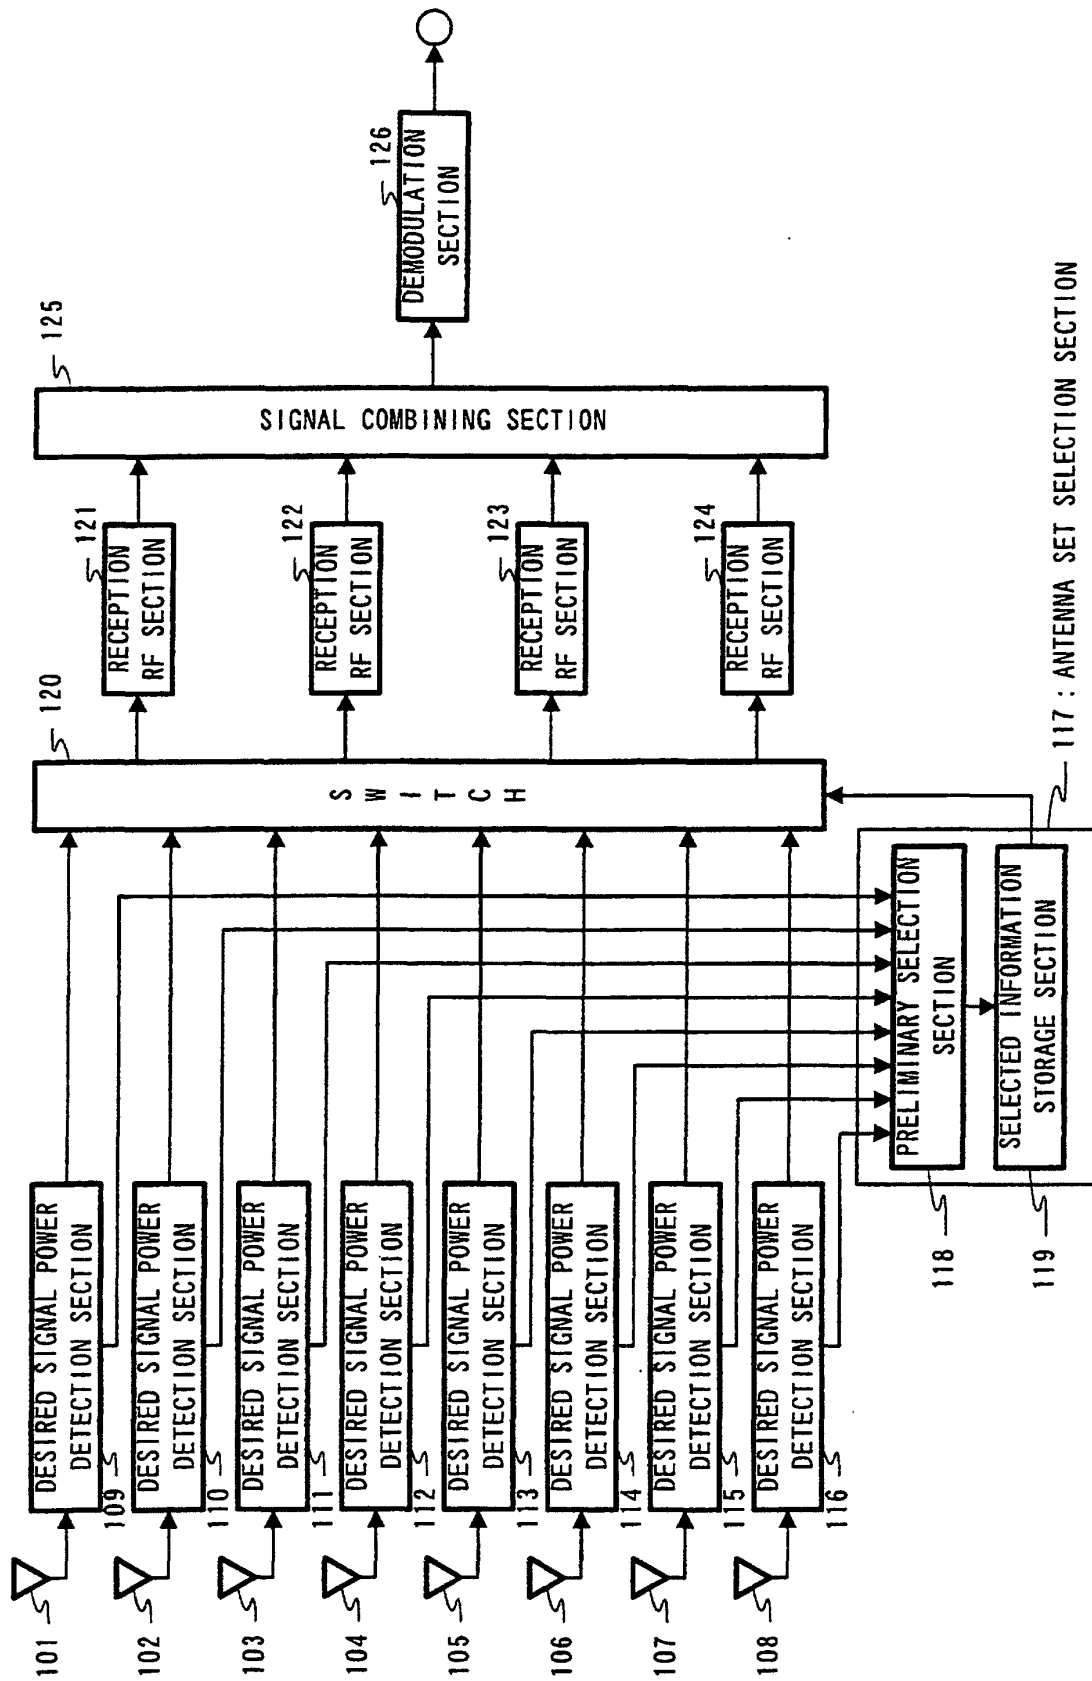 101
102
103
104
105
106
107
108
DESIRED SIGNAL POWER
DETECTION SECTION
109
DESIRED SIGNAL POWER
DETECTION SECTION
110
DESIRED SIGNAL POWER
DETECTION SECTION
111
DESIRED SIGNAL POWER
DETECTION SECTION
112
DESIRED SIGNAL POWER
DETECTION SECTION
113
DESIRED SIGNAL POWER
DETECTION SECTION
114
DESIRED SIGNAL POWER
DETECTION SECTION
115
DESIRED SIGNAL POWER
DETECTION SECTION
116
PRELIMINARY SELECTION
SECTION
118
SELECTED INFORMATION
STORAGE SECTION
119
117 : ANTENNA SET SELECTION SECTION
SWITCH
120
RECEPTION
RF SECTION
121
RECEPTION
RF SECTION
122
RECEPTION
RF SECTION
123
RECEPTION
RF SECTION
124
SIGNAL COMBINING SECTION
125
DEMODULATION
SECTION
126